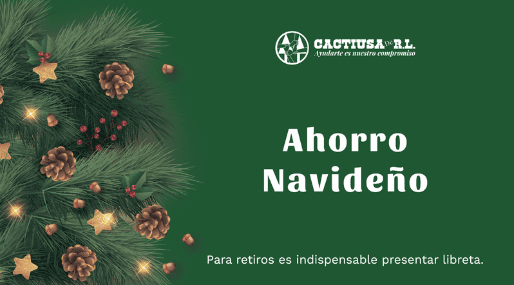 CACTIUSA DE R.L.
Ayudarte es nuestro compromiso
Ahorro
Navideño
Para retiros es indispensable presentar libreta.